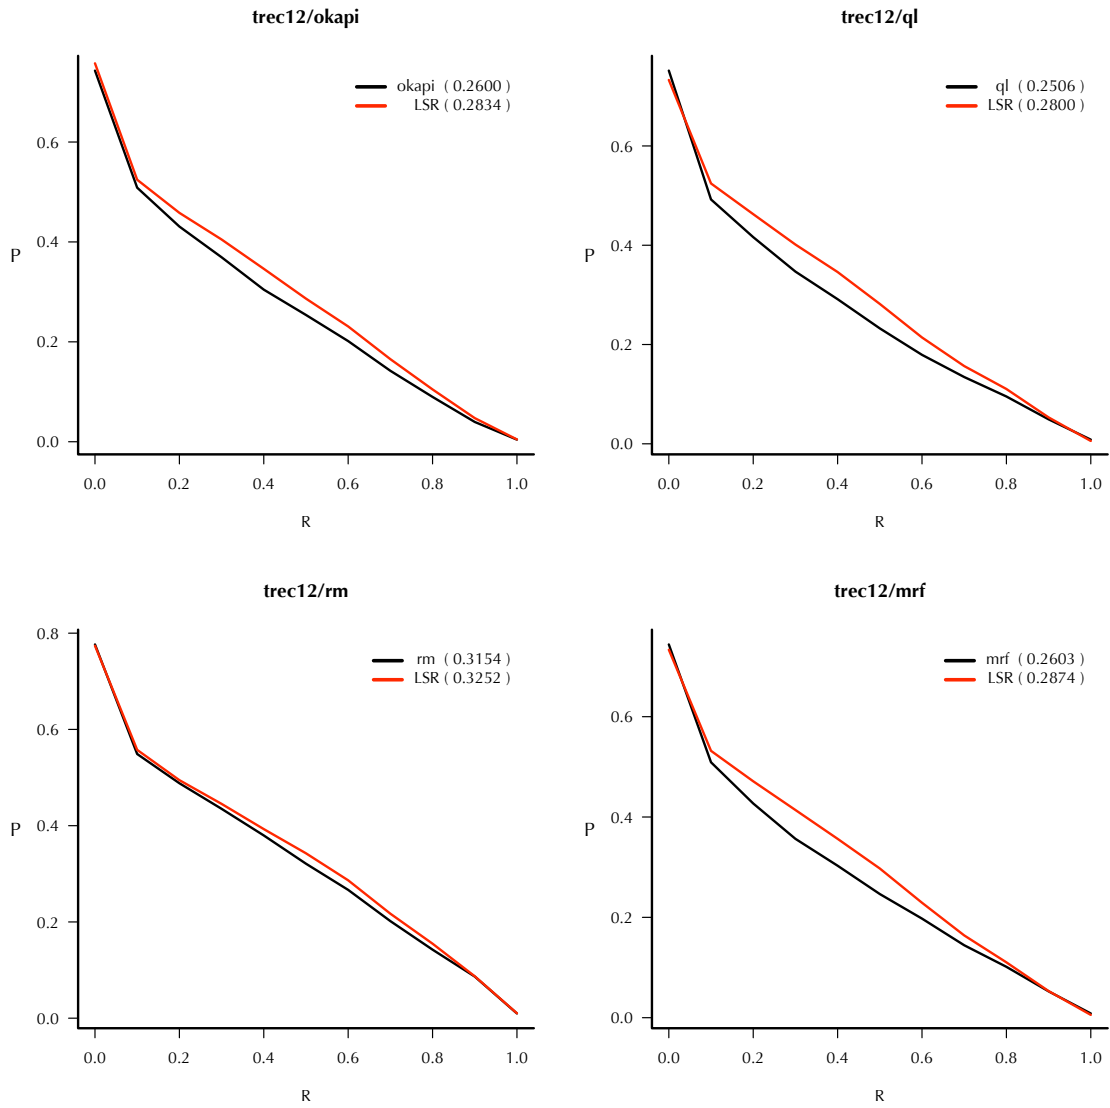 trec12/okapi
okapi ( 0.2600 )
LSR ( 0.2834 )
0.6
0.4
0.2
0.0
P
0.0 0.2 0.4 0.6 0.8 1.0
R
trec12/ql
ql ( 0.2506 )
LSR ( 0.2800 )
0.6
0.4
0.2
0.0
P
0.0 0.2 0.4 0.6 0.8 1.0
R
trec12/rm
rm ( 0.3154 )
LSR ( 0.3252 )
0.8
0.6
0.4
0.2
0.0
P
0.0 0.2 0.4 0.6 0.8 1.0
R
trec12/mrf
mrf ( 0.2603 )
LSR ( 0.2874 )
0.6
0.4
0.2
0.0
P
0.0 0.2 0.4 0.6 0.8 1.0
R